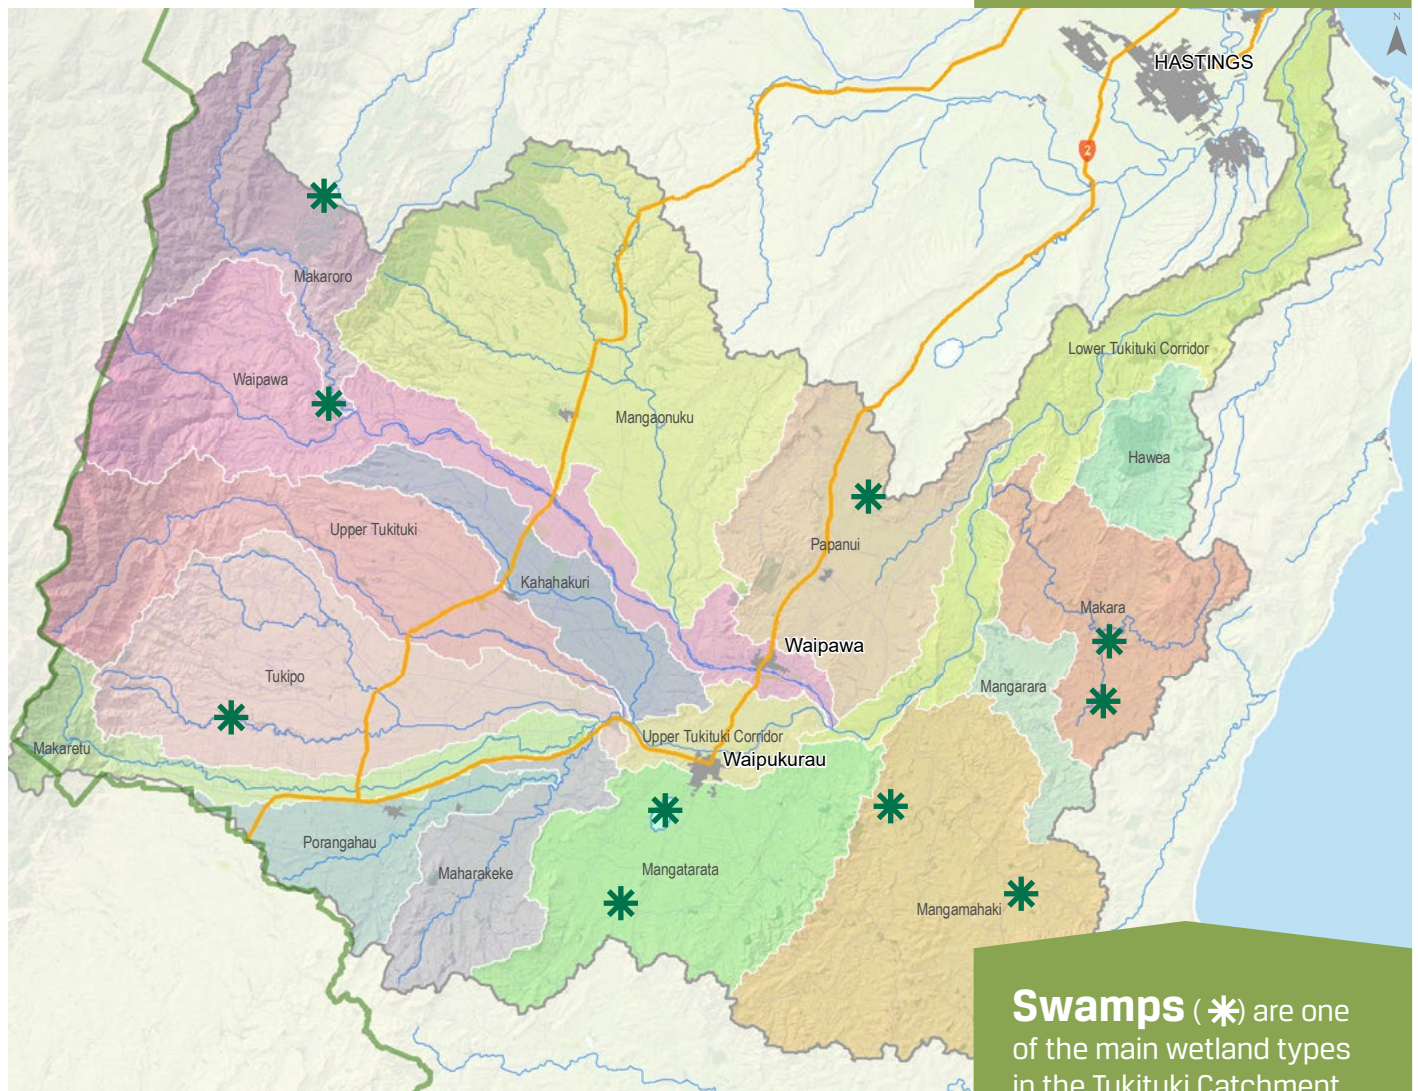 N
HASTINGS
2
Makaroro
Lower Tukituki Corridor
Waipawa
Mangaonuku
Hawea
Upper Tukituki
Papanui
Kahahakuri
Makara
Waipawa
Tukipo
Mangarara
Upper Tukituki Corridor
Makaretu
Waipukurau
Porangahau
Maharakeke
Mangatarata
Mangamahaki
Swamps ( ) are one
of the main wetland types
in the Tukituki Catchment